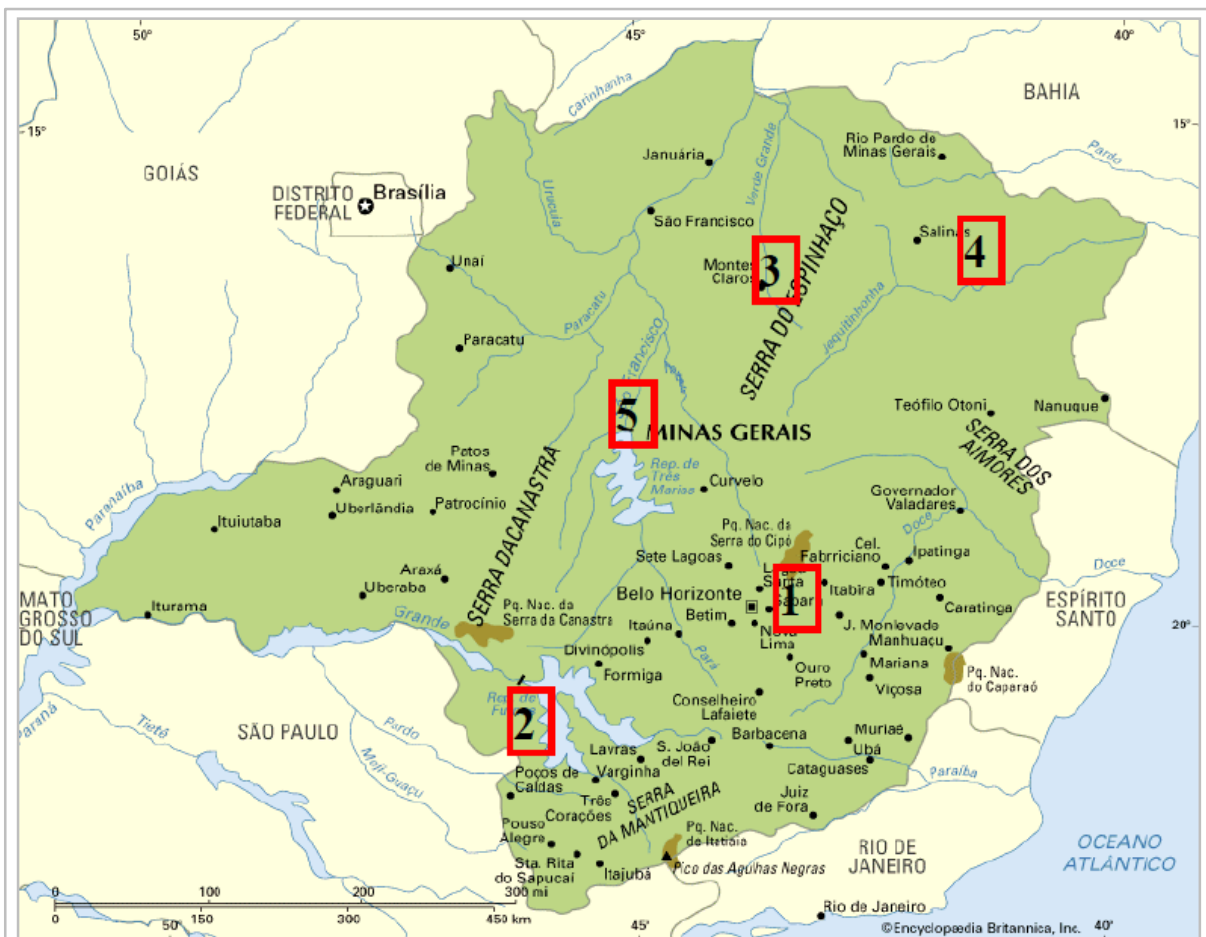 50°
45°
40°
BAHIA
15°
15°
Carinhanha
Rio Pardo de
Minas Gerais
Pardo
Januária
Verde Grande
GOIÁS
DISTRITO
FEDERAL
Brasília
Urucuia
São Francisco
Salinas
4
Montes
Claros
3
SERRA DO ESPINHAÇO
Unaí
Paracatu
Jequitinhonha
Paracatu
5
Teófilo Otoni
Nanuque
MINAS GERAIS
SERRA DOS
AIMORÉS
Patos
de Minas
SERRA DACANASTRA
Rep. de
Três
Marias
Curvelo
Paranaíba
Araguari
Uberlândia
Patrocínio
Ituiutaba
Governador
Valadares
Doce
Pq. Nac. da
Serra do Cipó
Sete Lagoas
Cel.
Fabrriciano
Ipatinga
Doce
Araxá
Uberaba
Santa
Itabira
Timóteo
Belo Horizonte
1
Betim
Nova
Lima
J. Monlevade
Caratinga
ESPÍRITO
SANTO
MATO
GROSSO
DO SUL
Iturama
Grande
Pq. Nac. da
Serra da Canastra
Itaúna
Manhuaçu
Divinópolis
Formiga
Pará
Ouro
Preto
Mariana
Viçosa
Pq. Nac.
do Caparaó
2
Conselheiro
Lafaiete
Paraná
Tietê
SÃO PAULO
Pardo
Moji-Guaçu
Barbacena
Muriaé
Ubá
Lavras
S. João
del Rei
Cataguases
Paraíba
Poços de
Caldas
Varginha
Três
Corações
SERRA
DA MANTIQUEIRA
Juiz
de Fora
Pouso
Alegre
Pq. Nac.
de Itatiaia
Pico das Agulhas Negras
Sta. Rita
do Sapucaí
Itajubá
RIO DE
JANEIRO
OCEANO
ATLÂNTICO
0
100
200
300 mi
0
150
300
450 km
Rio de Janeiro
50°
45°
40°
©Encyclopædia Britannica, Inc.